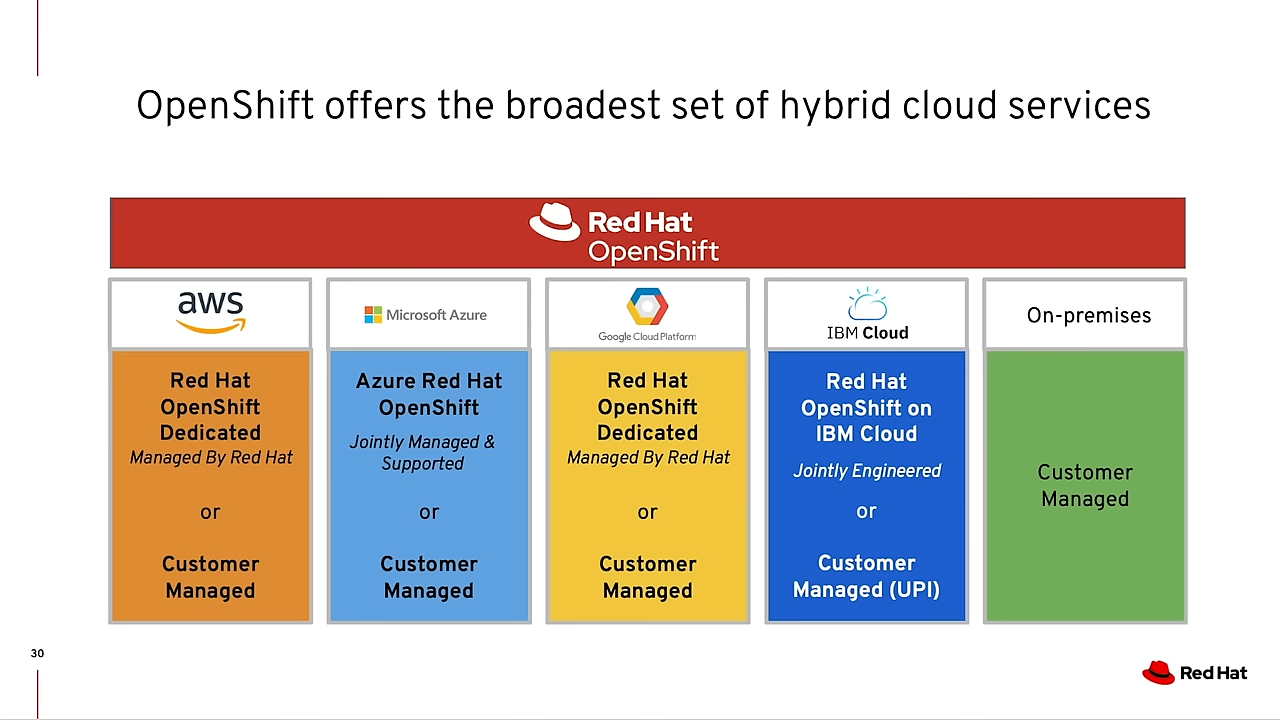 OpenShift offers the broadest set of hybrid cloud services
Red Hat
OpenShift
aws
Microsoft Azure
Google Cloud Platform
IBM Cloud
On-premises
Red Hat
OpenShift
Dedicated
Managed By Red Hat
or
Customer
Managed
Azure Red Hat
OpenShift
Jointly Managed &
Supported
or
Customer
Managed
Red Hat
OpenShift
Dedicated
Managed By Red Hat
or
Customer
Managed
Red Hat
OpenShift on
IBM Cloud
Jointly Engineered
or
Customer
Managed (UPI)
Customer
Managed
30
Red Hat